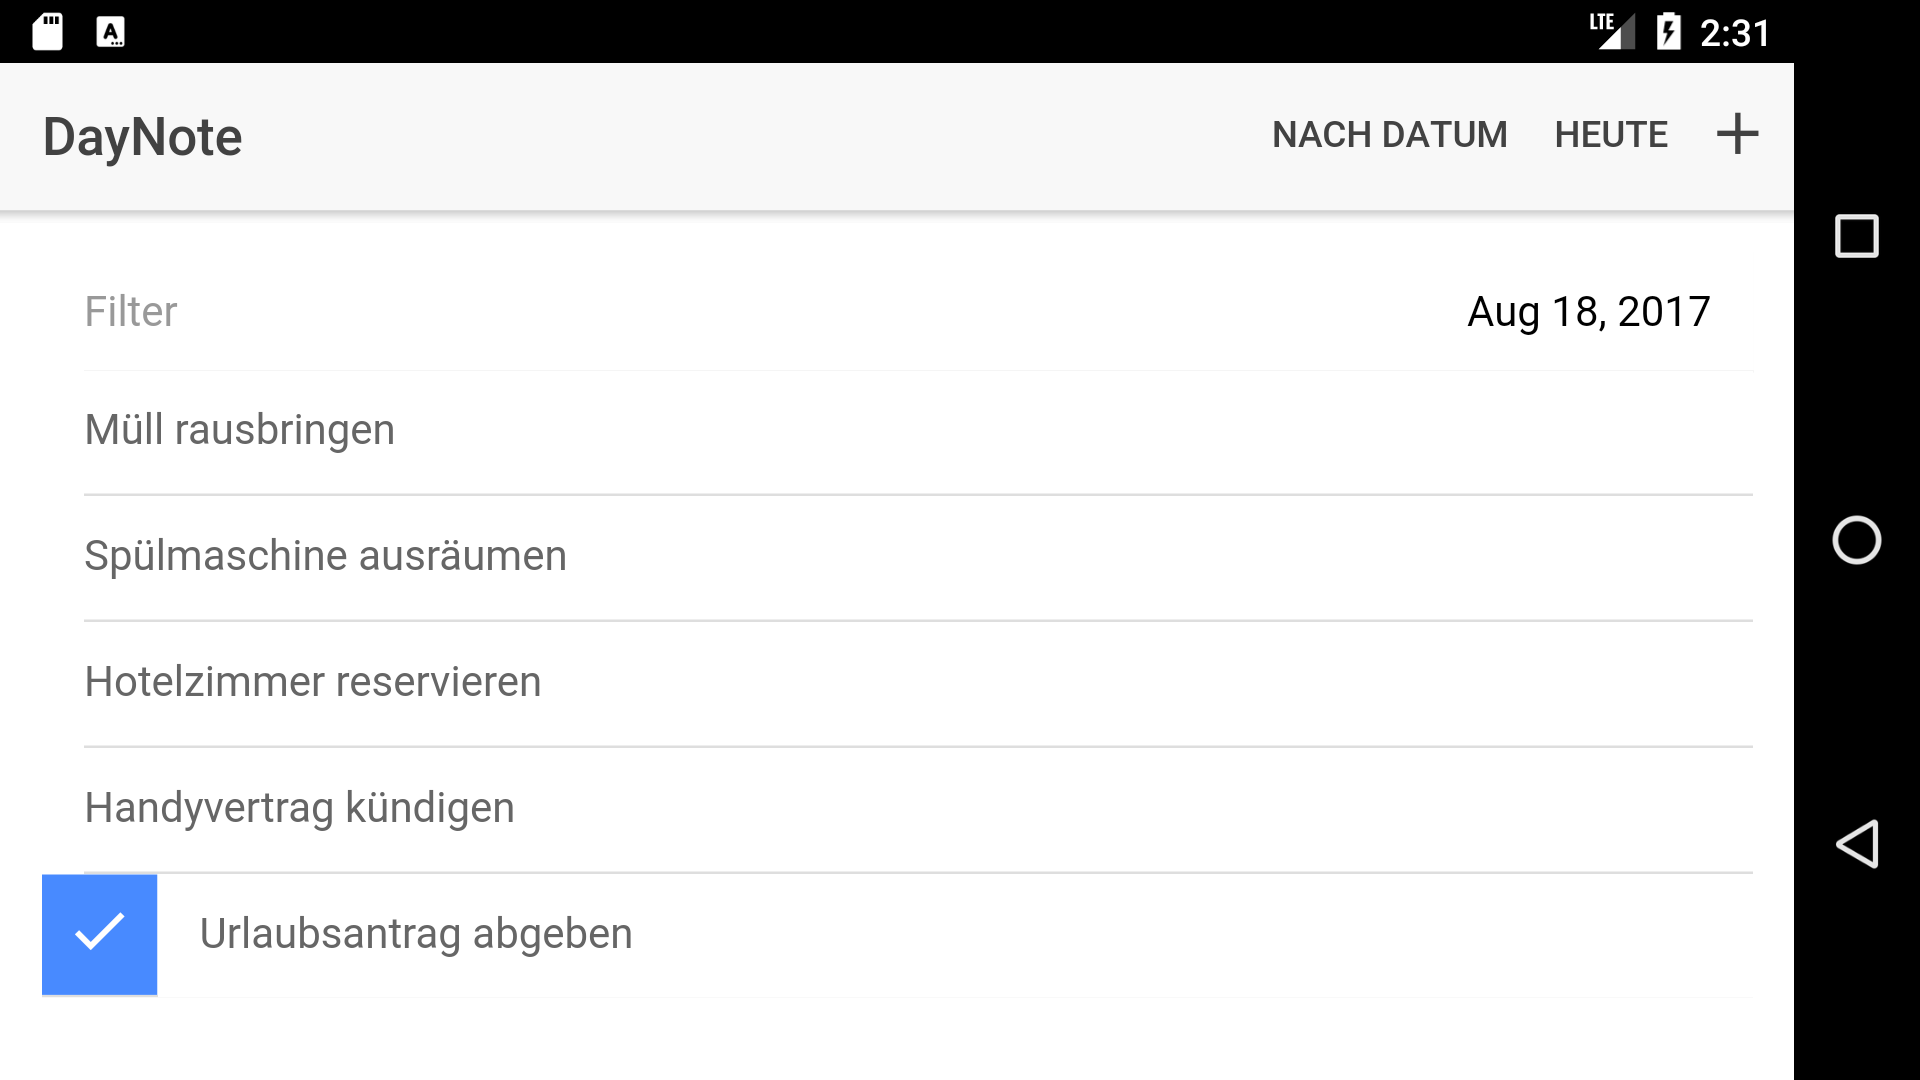 LTE 2:31
DayNote NACH DATUM HEUTE
Filter Aug 18, 2017
Müll rausbringen
Spülmaschine ausräumen
Hotelzimmer reservieren
Handyvertrag kündigen
Urlaubsantrag abgeben